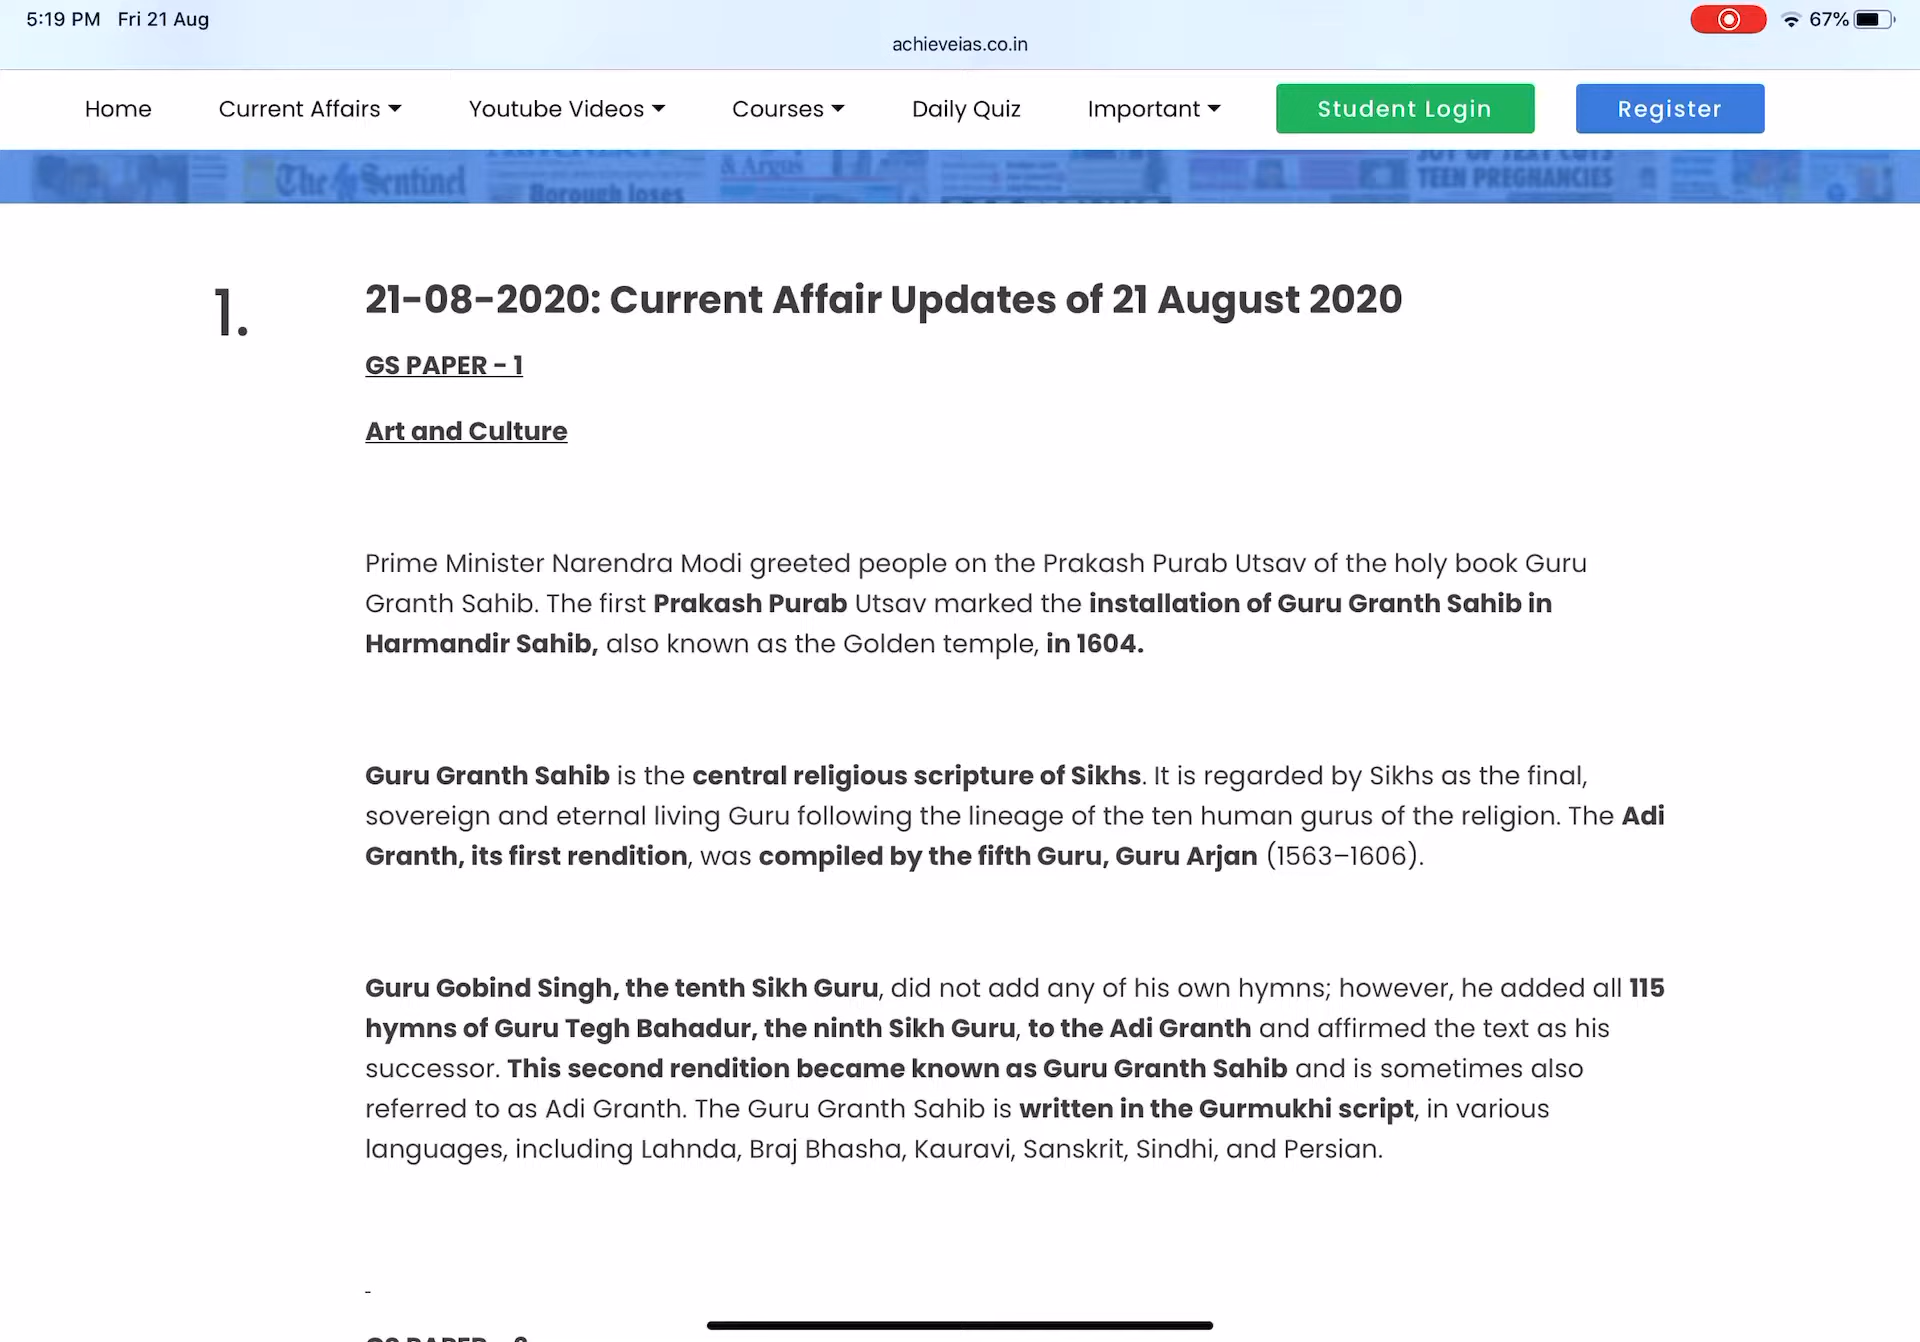 5:19 PM Fri 21 Aug
67%
achieveias.co.in
Home Current Affairs Youtube Videos Courses Daily Quiz Important Student Login Register
The Sentinel
& Argus
Borough loses
TEEN PREGNANCIES
1.
21-08-2020: Current Affair Updates of 21 August 2020
GS PAPER - 1
Art and Culture
Prime Minister Narendra Modi greeted people on the Prakash Purab Utsav of the holy book Guru
Granth Sahib. The first Prakash Purab Utsav marked the installation of Guru Granth Sahib in
Harmandir Sahib, also known as the Golden temple, in 1604.
Guru Granth Sahib is the central religious scripture of Sikhs. It is regarded by Sikhs as the final,
sovereign and eternal living Guru following the lineage of the ten human gurus of the religion. The Adi
Granth, its first rendition, was compiled by the fifth Guru, Guru Arjan (1563–1606).
Guru Gobind Singh, the tenth Sikh Guru, did not add any of his own hymns; however, he added all 115
hymns of Guru Tegh Bahadur, the ninth Sikh Guru, to the Adi Granth and affirmed the text as his
successor. This second rendition became known as Guru Granth Sahib and is sometimes also
referred to as Adi Granth. The Guru Granth Sahib is written in the Gurmukhi script, in various
languages, including Lahnda, Braj Bhasha, Kauravi, Sanskrit, Sindhi, and Persian.
-